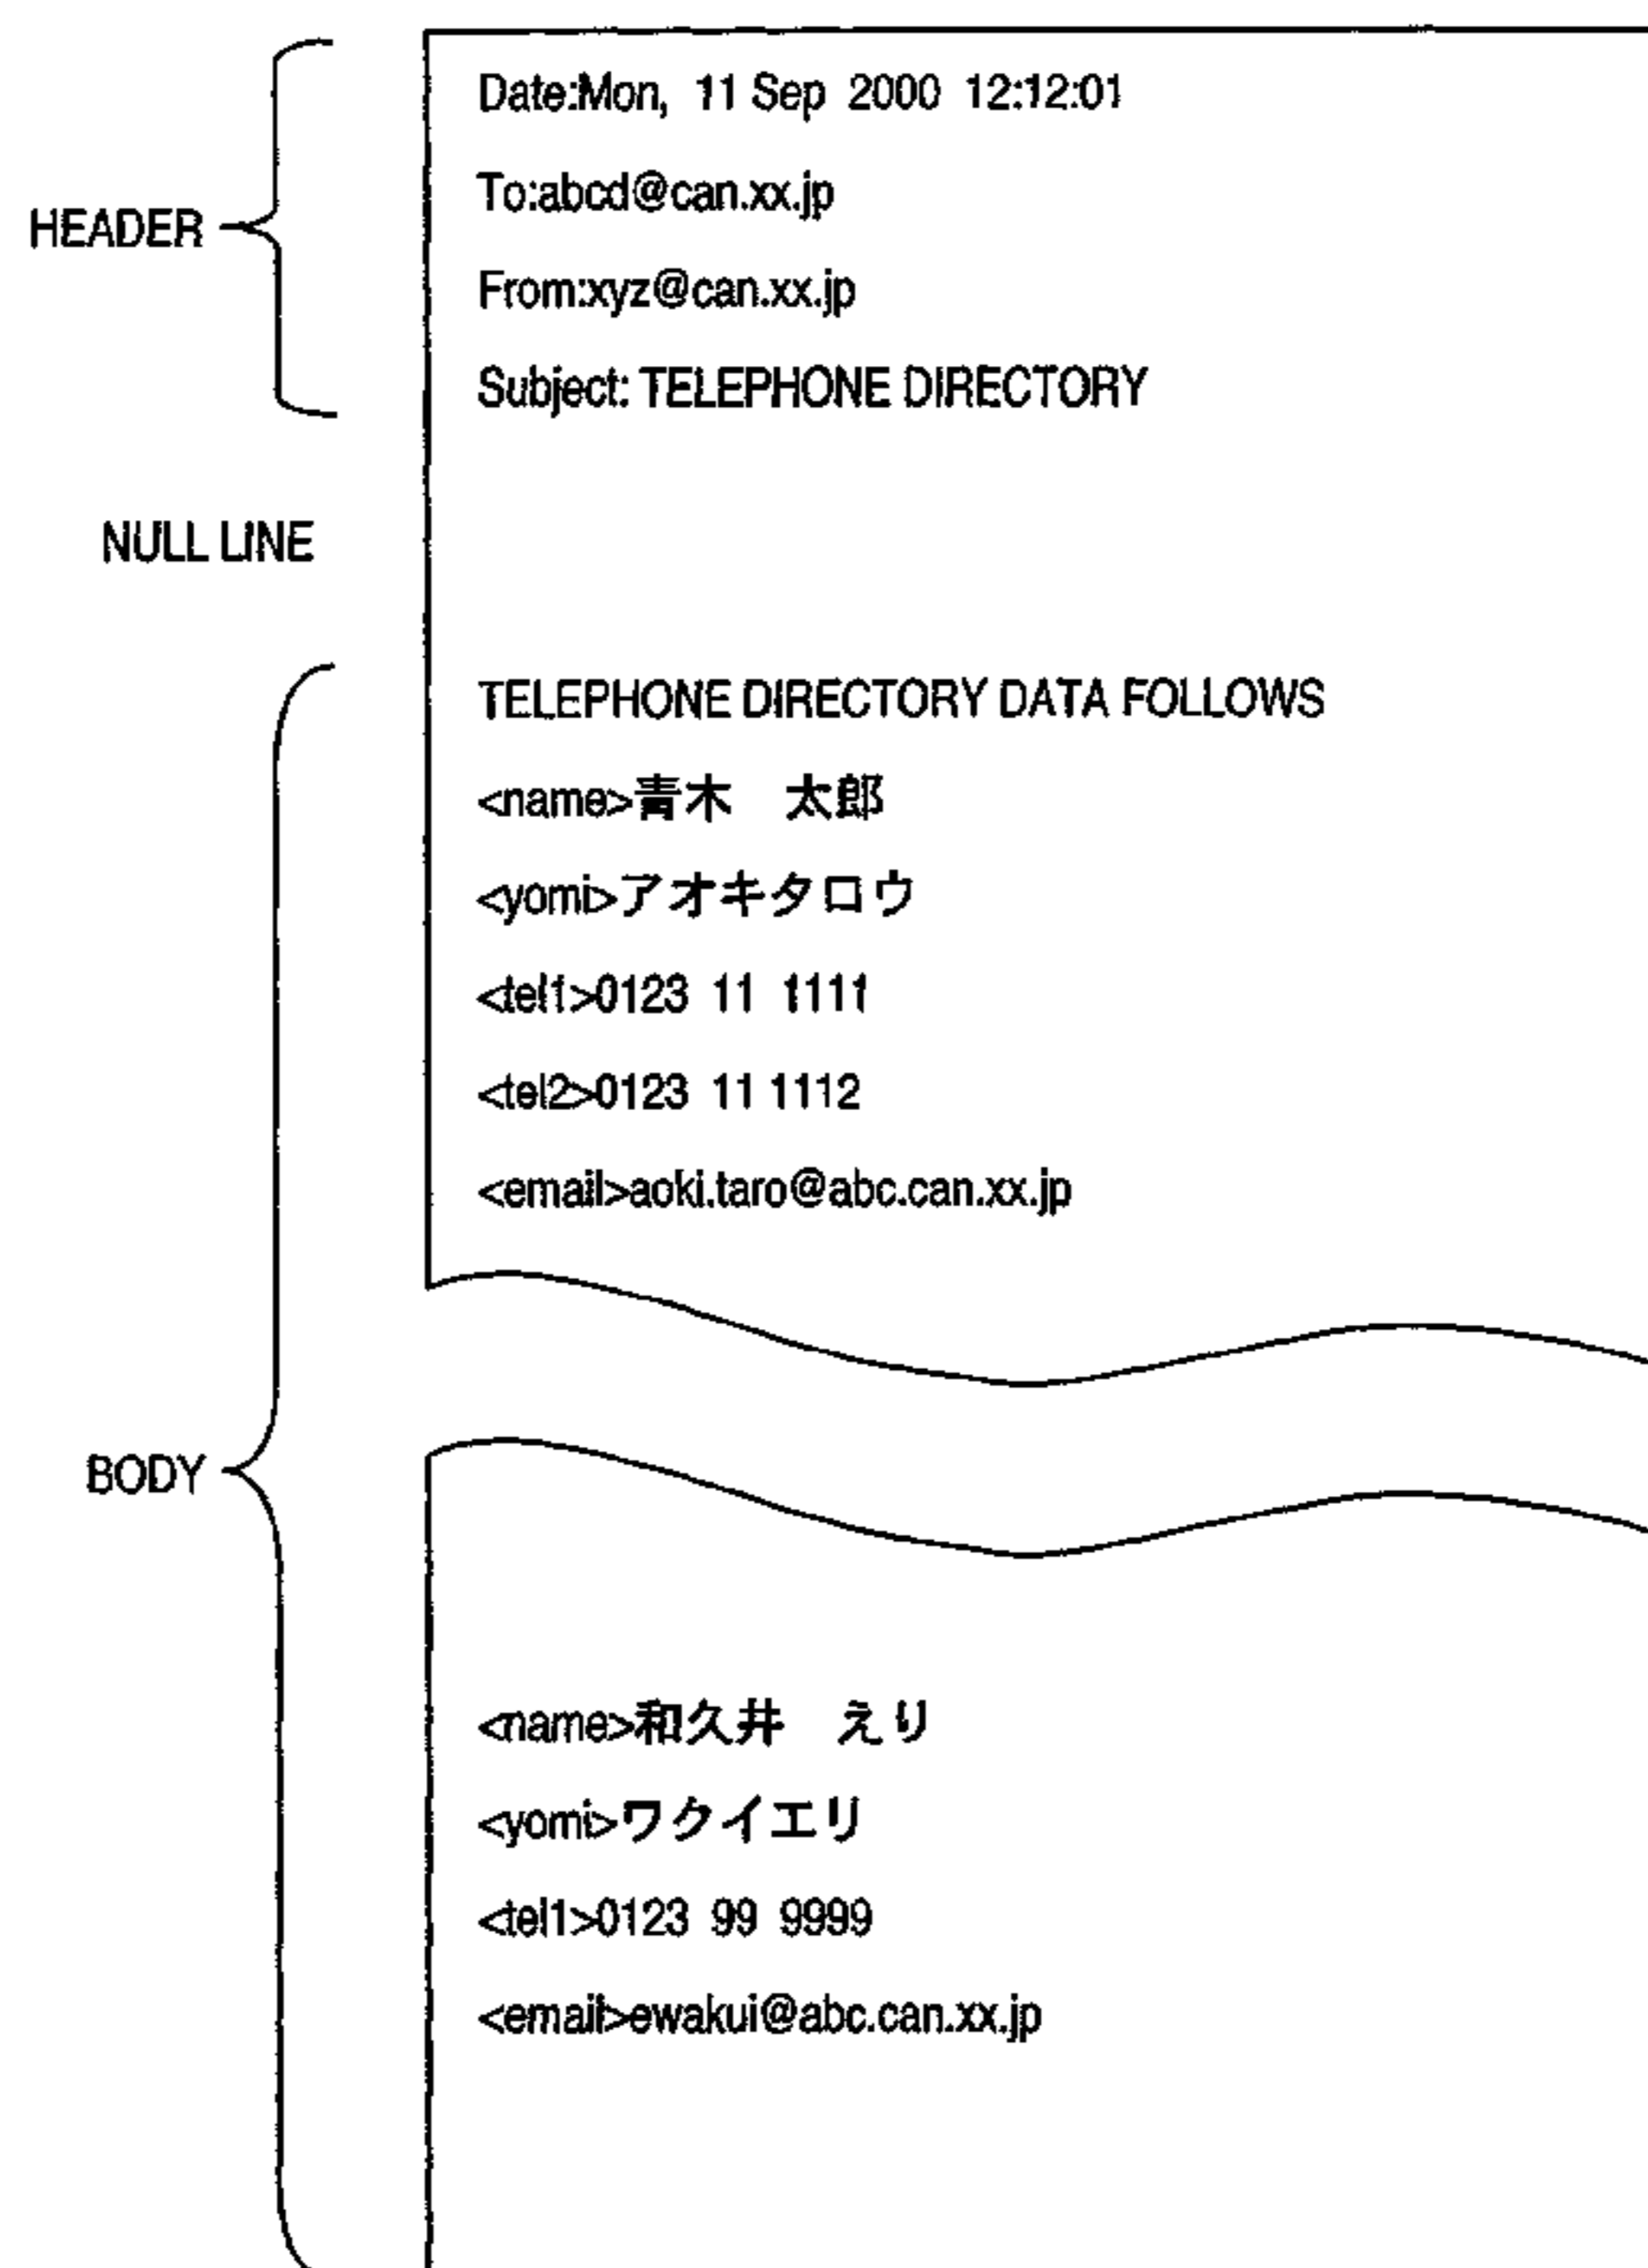 Date:Mon, 11 Sep 2000 12:12:01
To:abcd@can.xx.jp
HEADER
From:xyz@can.xx.jp
Subject: TELEPHONE DIRECTORY
NULL LINE
TELEPHONE DIRECTORY DATA FOLLOWS
<name>青木　太郎
<yomi>アオキタロウ
<tel1>0123 11 1111
<tel2>0123 11 1112
<email>aoki.taro@abc.can.xx.jp
BODY
<name>和久井　えり
<yomi>ワクイエリ
<tel1>0123 99 9999
<email>ewakui@abc.can.xx.jp